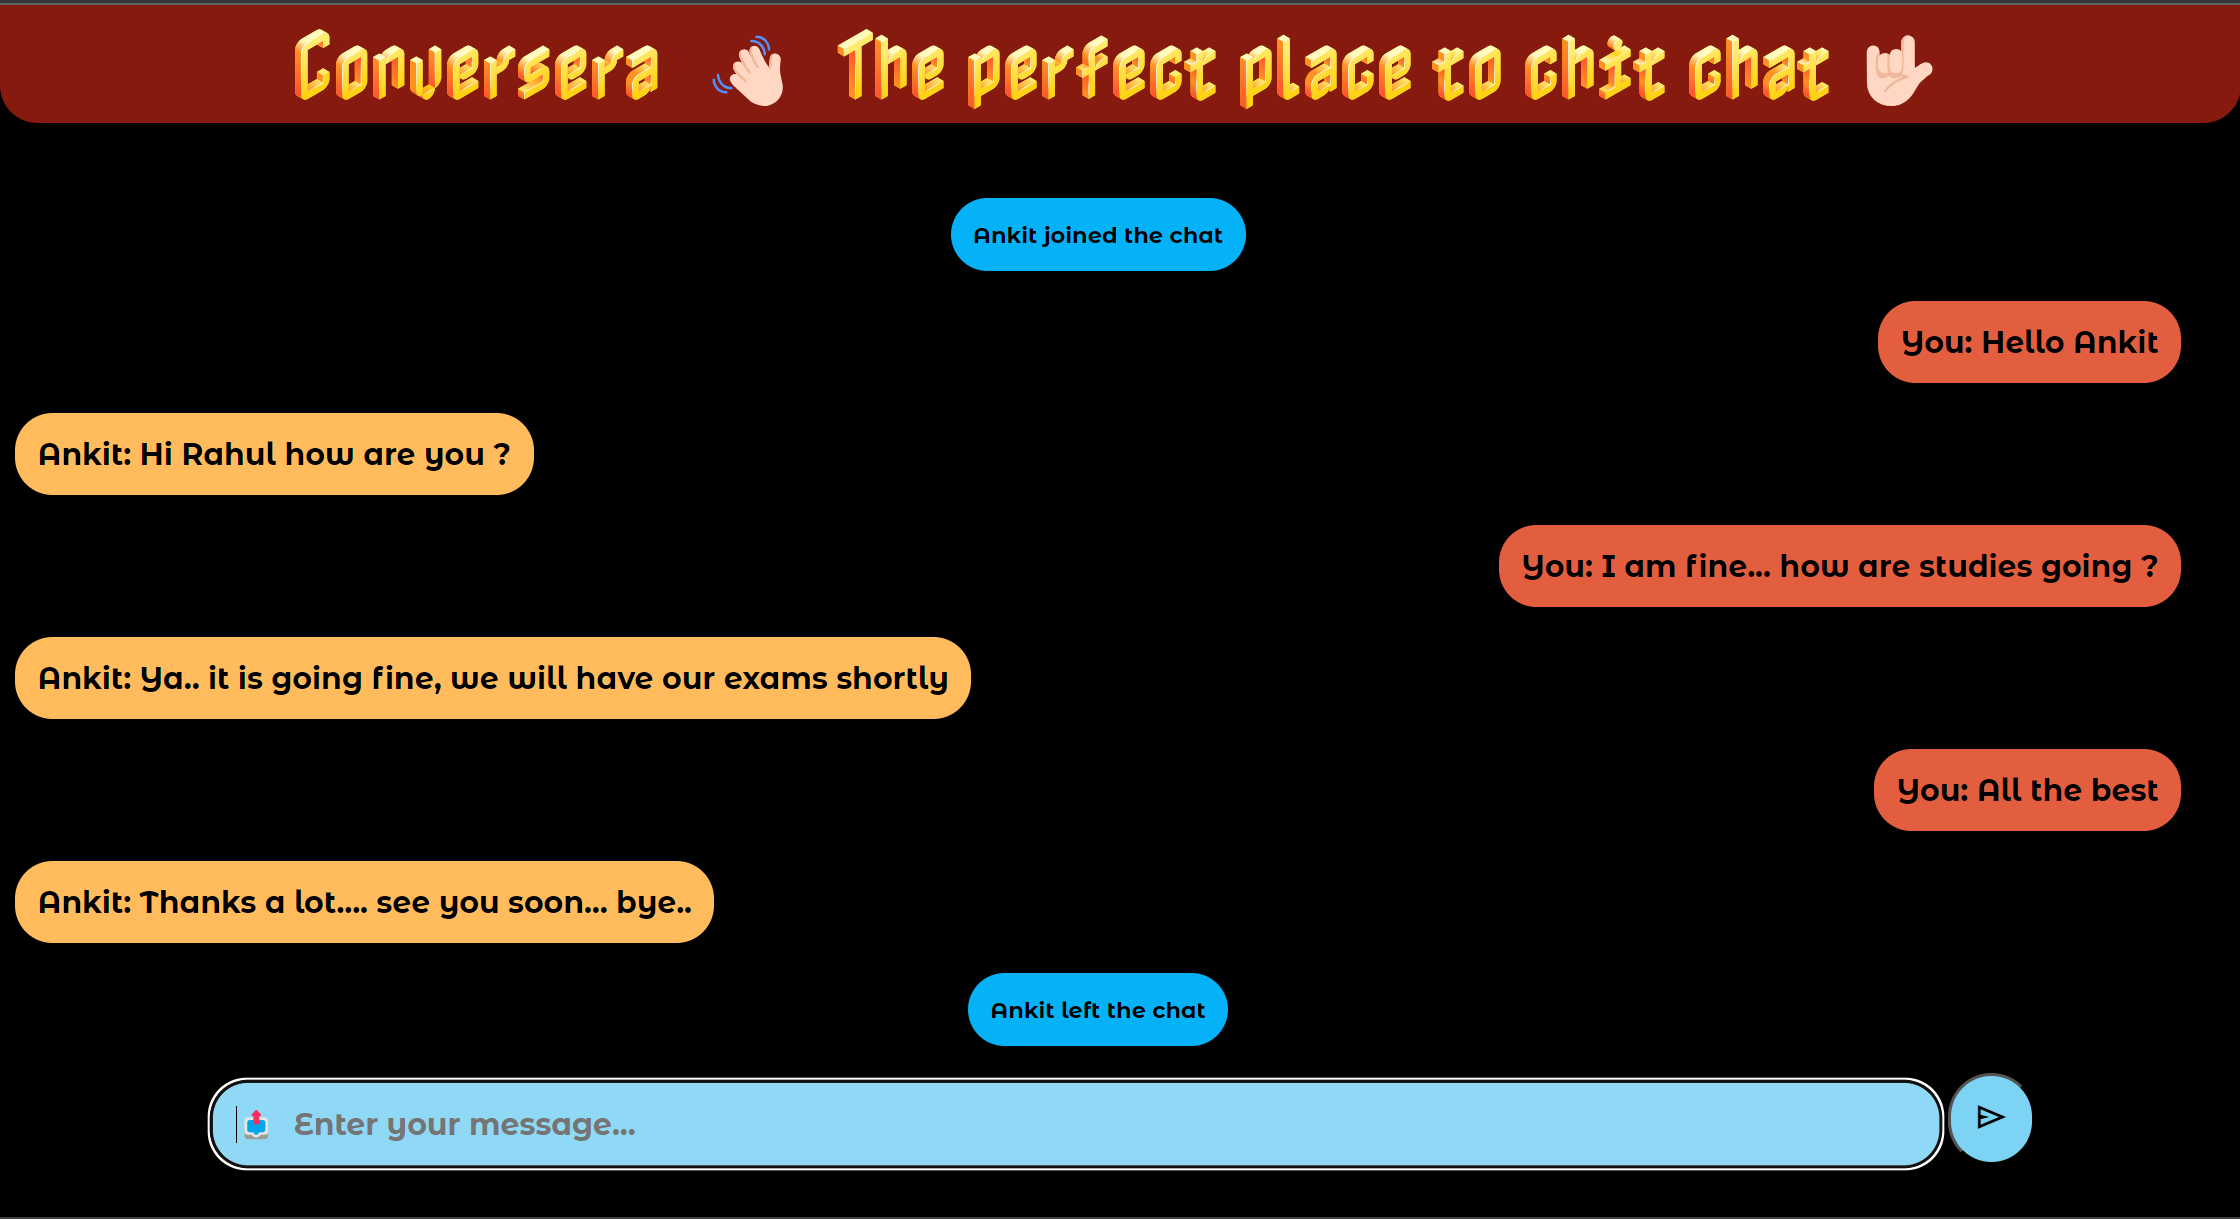 Conversera 👋🏻 The perfect place to chit chat 🤟🏻
Ankit joined the chat
You: Hello Ankit
Ankit: Hi Rahul how are you ?
You: I am fine... how are studies going ?
Ankit: Ya.. it is going fine, we will have our exams shortly
You: All the best
Ankit: Thanks a lot.... see you soon... bye..
Ankit left the chat
📤 Enter your message...